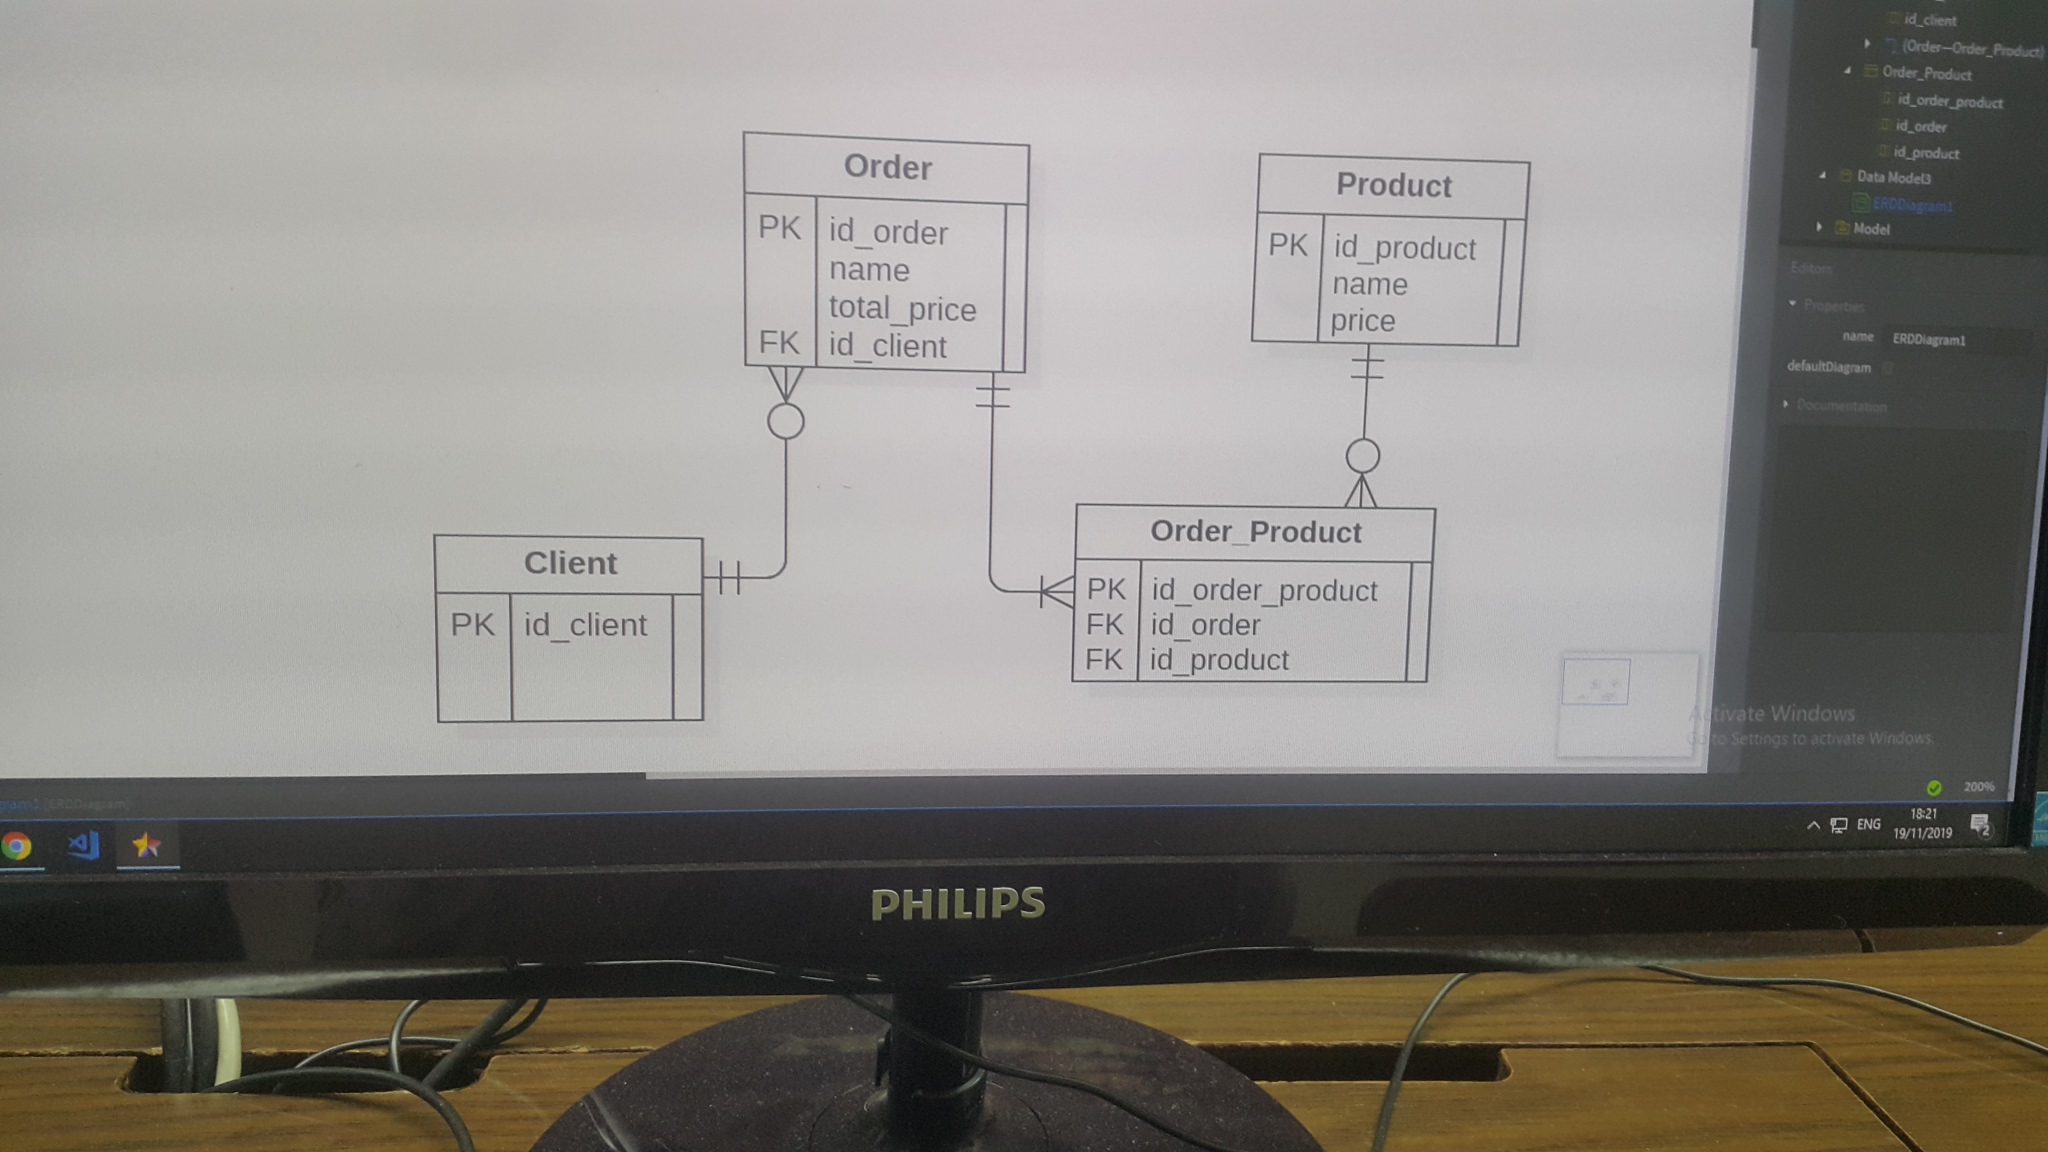 Order
PK id_order
name
total_price
FK id_client
Product
PK id_product
name
price
Client
PK id_client
Order_Product
PK id_order_product
FK id_order
FK id_product
id_client
(Order—Order_Product)
Order_Product
id_order_product
id_order
id_product
Data Model3
ERDDiagram1
Model
Editors
Properties
name ERDDiagram1
defaultDiagram
Documentation
Activate Windows
Go to Settings to activate Windows.
gram1 [ERDDiagram]
200%
ENG
18:21
19/11/2019
2
PHILIPS